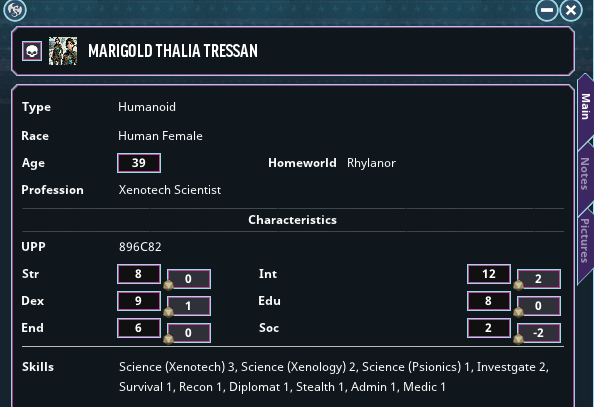 MARIGOLD THALIA TRESSAN
Type Humanoid
Race Human Female
Age 39 Homeworld Rhylanor
Profession Xenotech Scientist
Characteristics
UPP 896C82
Str 8 0 Int 12 2
Dex 9 1 Edu 8 0
End 6 0 Soc 2 -2
Skills Science (Xenotech) 3, Science (Xenology) 2, Science (Psionics) 1, Investgate 2,
Survival 1, Recon 1, Diplomat 1, Stealth 1, Admin 1, Medic 1
Main
Notes
Pictures